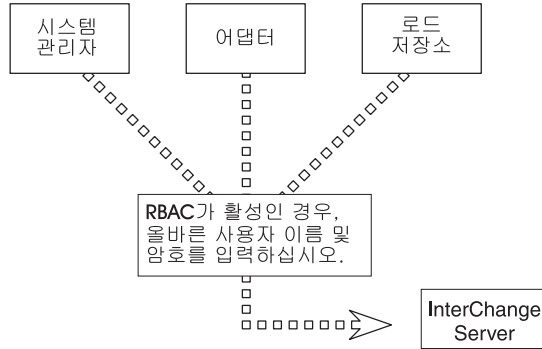 시스템
관리자
어댑터
로드
저장소
RBAC가 활성인 경우,
올바른 사용자 이름 및
암호를 입력하십시오.
InterChange
Server